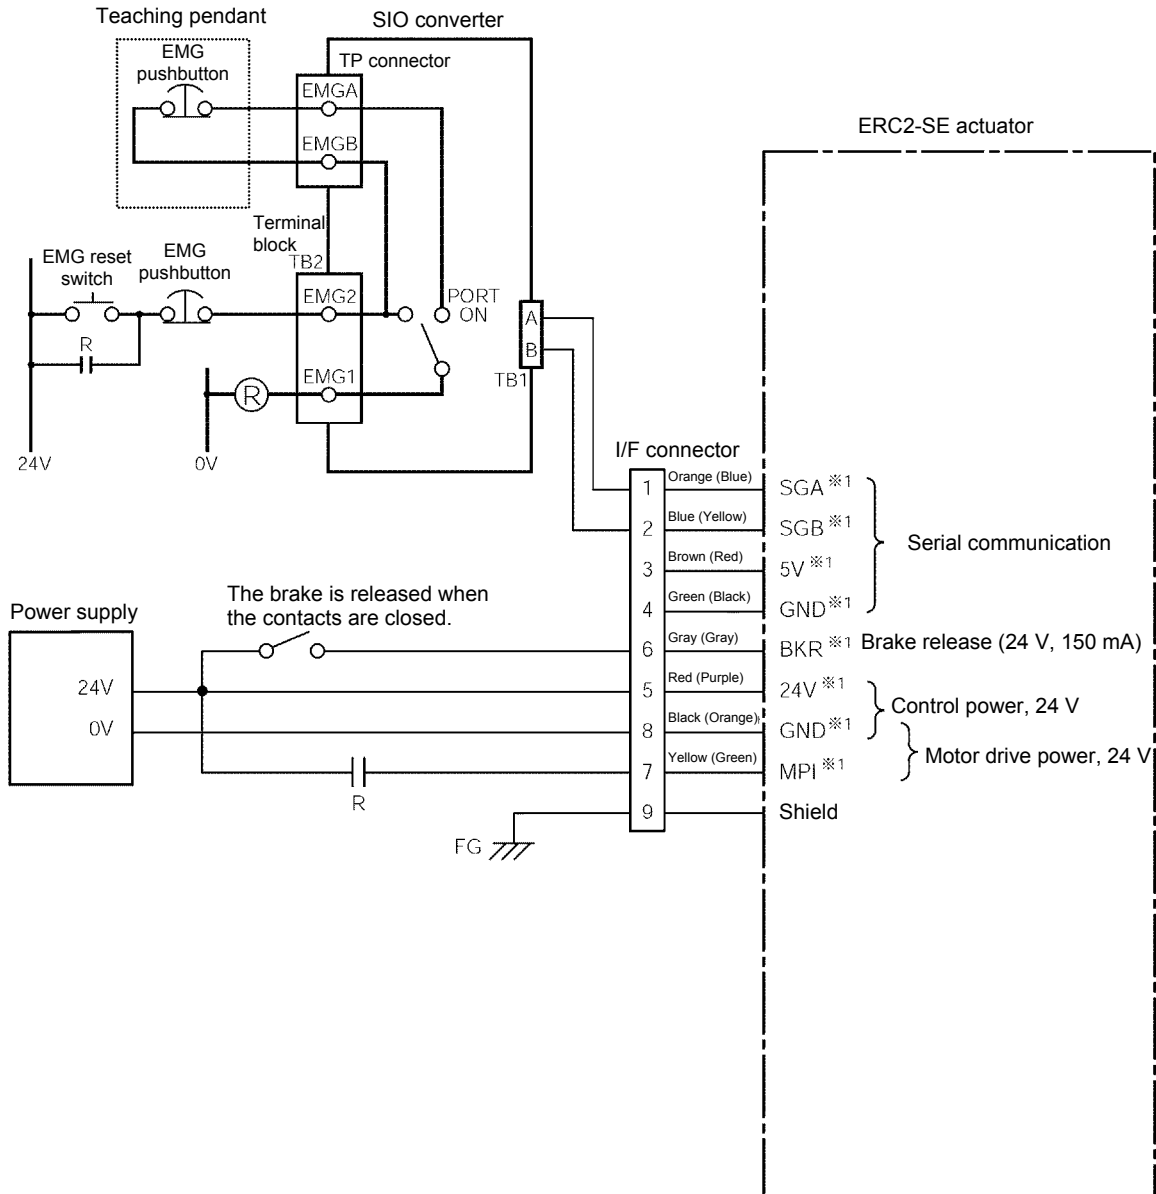 Teaching pendant
SIO converter
EMG
pushbutton
TP connector
EMGA
EMGB
ERC2-SE actuator
Terminal
block
TB2
EMG reset
switch
EMG
pushbutton
EMG2
PORT
ON
R
A
B
TB1
EMG1
R
24V
0V
I/F connector
1 Orange (Blue) SGA ※1
2 Blue (Yellow) SGB ※1
Serial communication
3 Brown (Red) 5V ※1
4 Green (Black) GND ※1
The brake is released when
the contacts are closed.
Power supply
6 Gray (Gray) BKR ※1 Brake release (24 V, 150 mA)
24V
5 Red (Purple) 24V ※1
Control power, 24 V
0V
8 Black (Orange) GND ※1
Motor drive power, 24 V
7 Yellow (Green) MPI ※1
R
9 Shield
FG